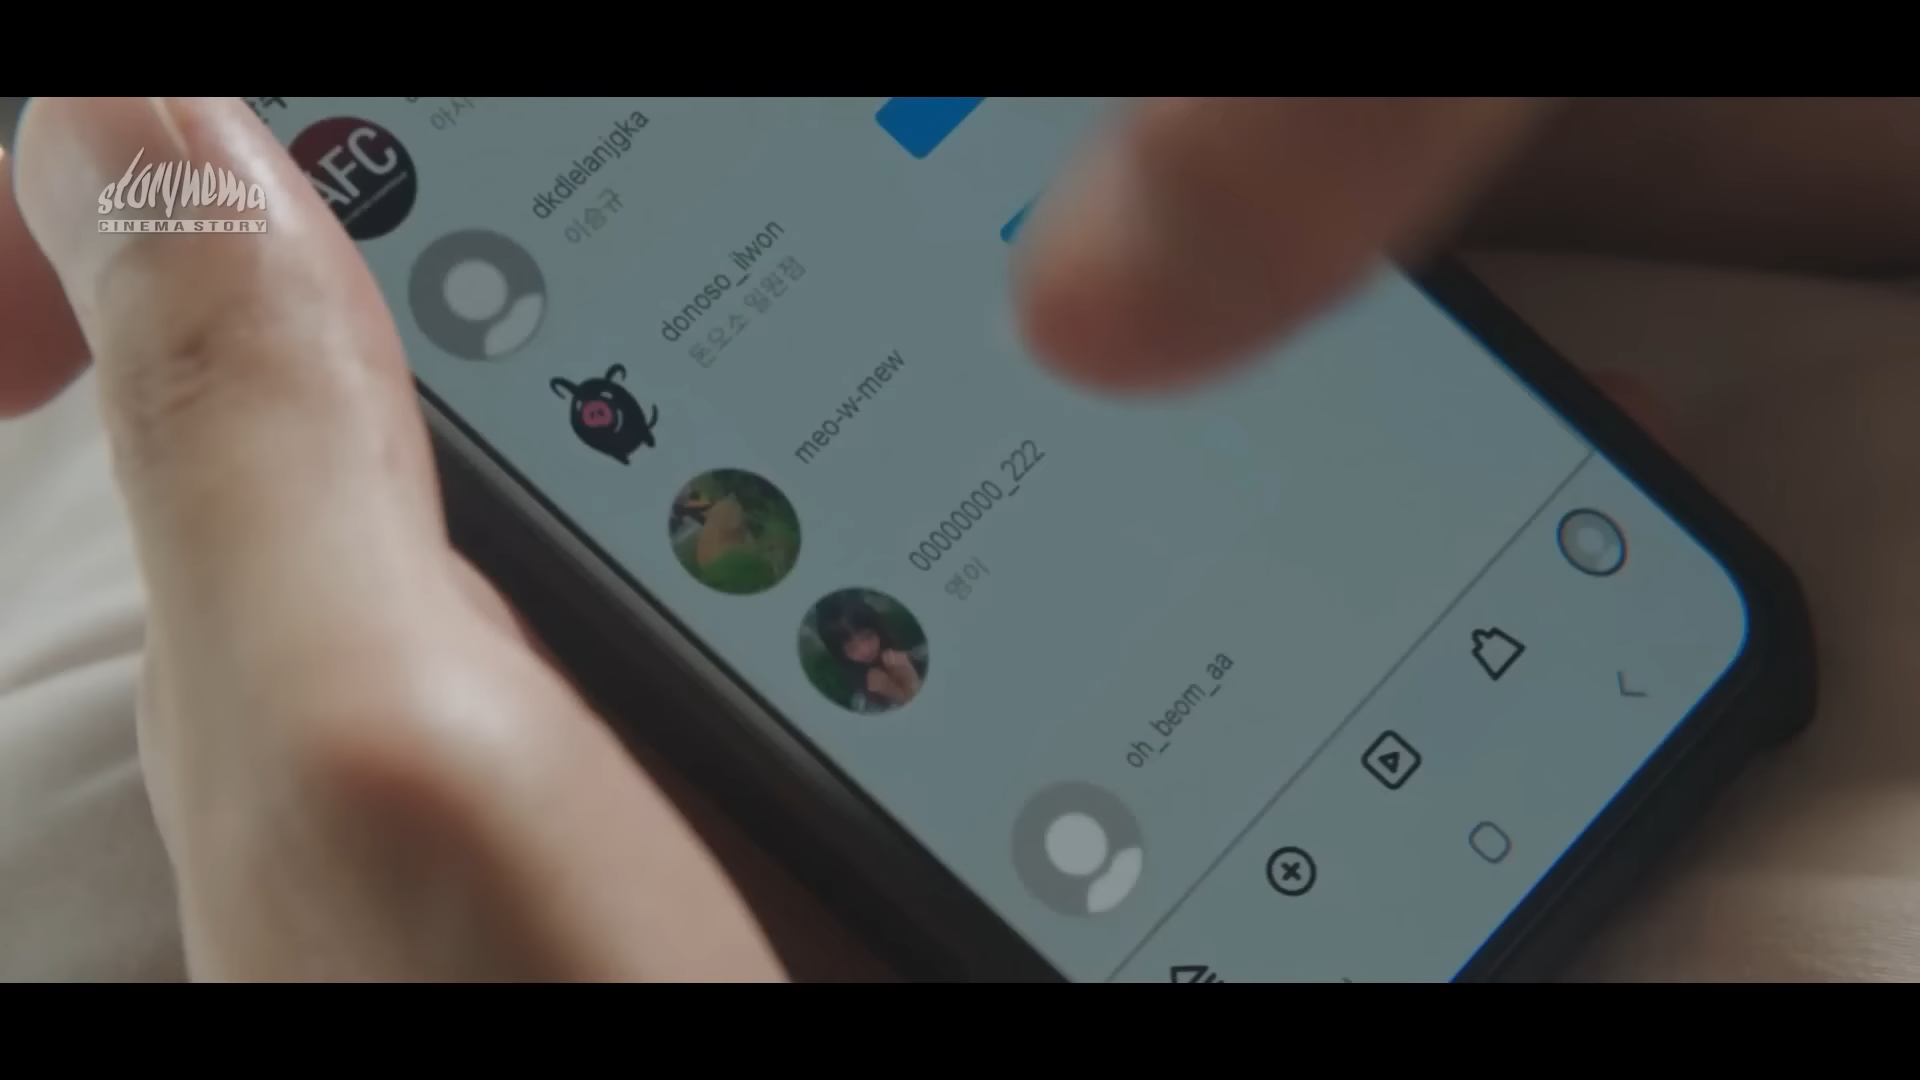 storynema
CINEMA STORY
AFC
dkdlelanjgka
이승규
donoso_ilwon
돈오소 일원점
meo-w-mew
00000000_222
명이
oh_beom_aa